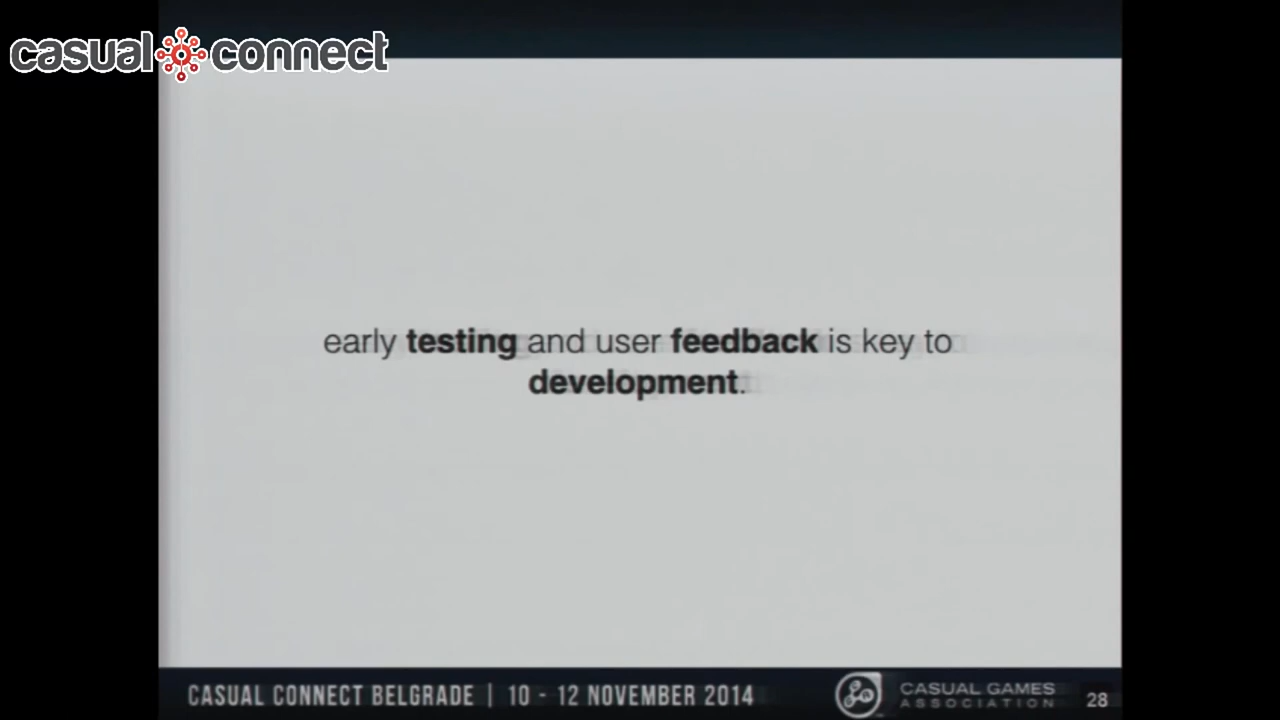 casual connect
early testing and user feedback is key to
development.
CASUAL CONNECT BELGRADE | 10 - 12 NOVEMBER 2014
CASUAL GAMES
ASSOCIATION
28